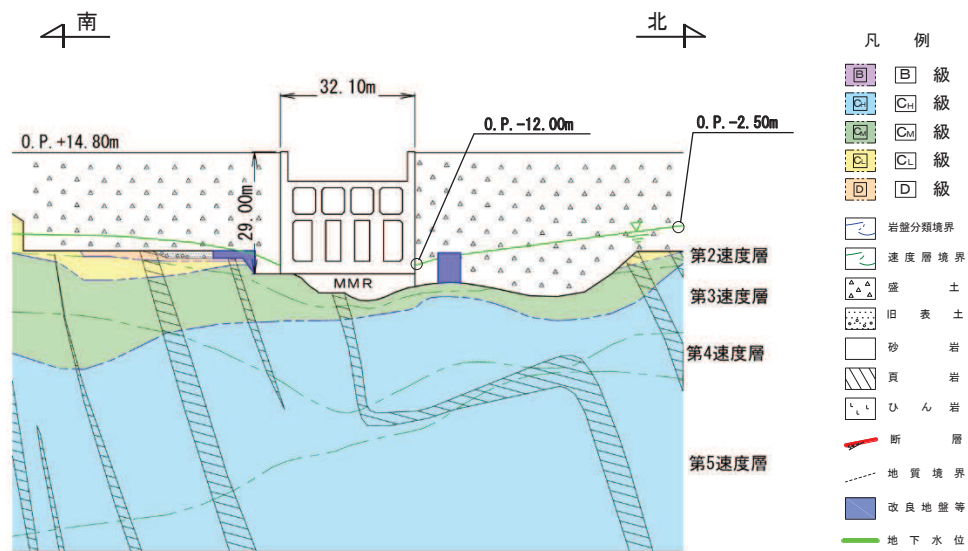 南
北
32.10m
O.P.-12.00m
O.P.-2.50m
O.P.+14.80m
29.00m
MMR
第2速度層
第3速度層
第4速度層
第5速度層
凡 例
B B 級
CH CH 級
CM CM 級
CL CL 級
D D 級
岩盤分類境界
速度層境界
盛 土
旧 表 土
砂 岩
頁 岩
ひ ん 岩
断 層
地 質 境 界
改 良 地 盤 等
地 下 水 位